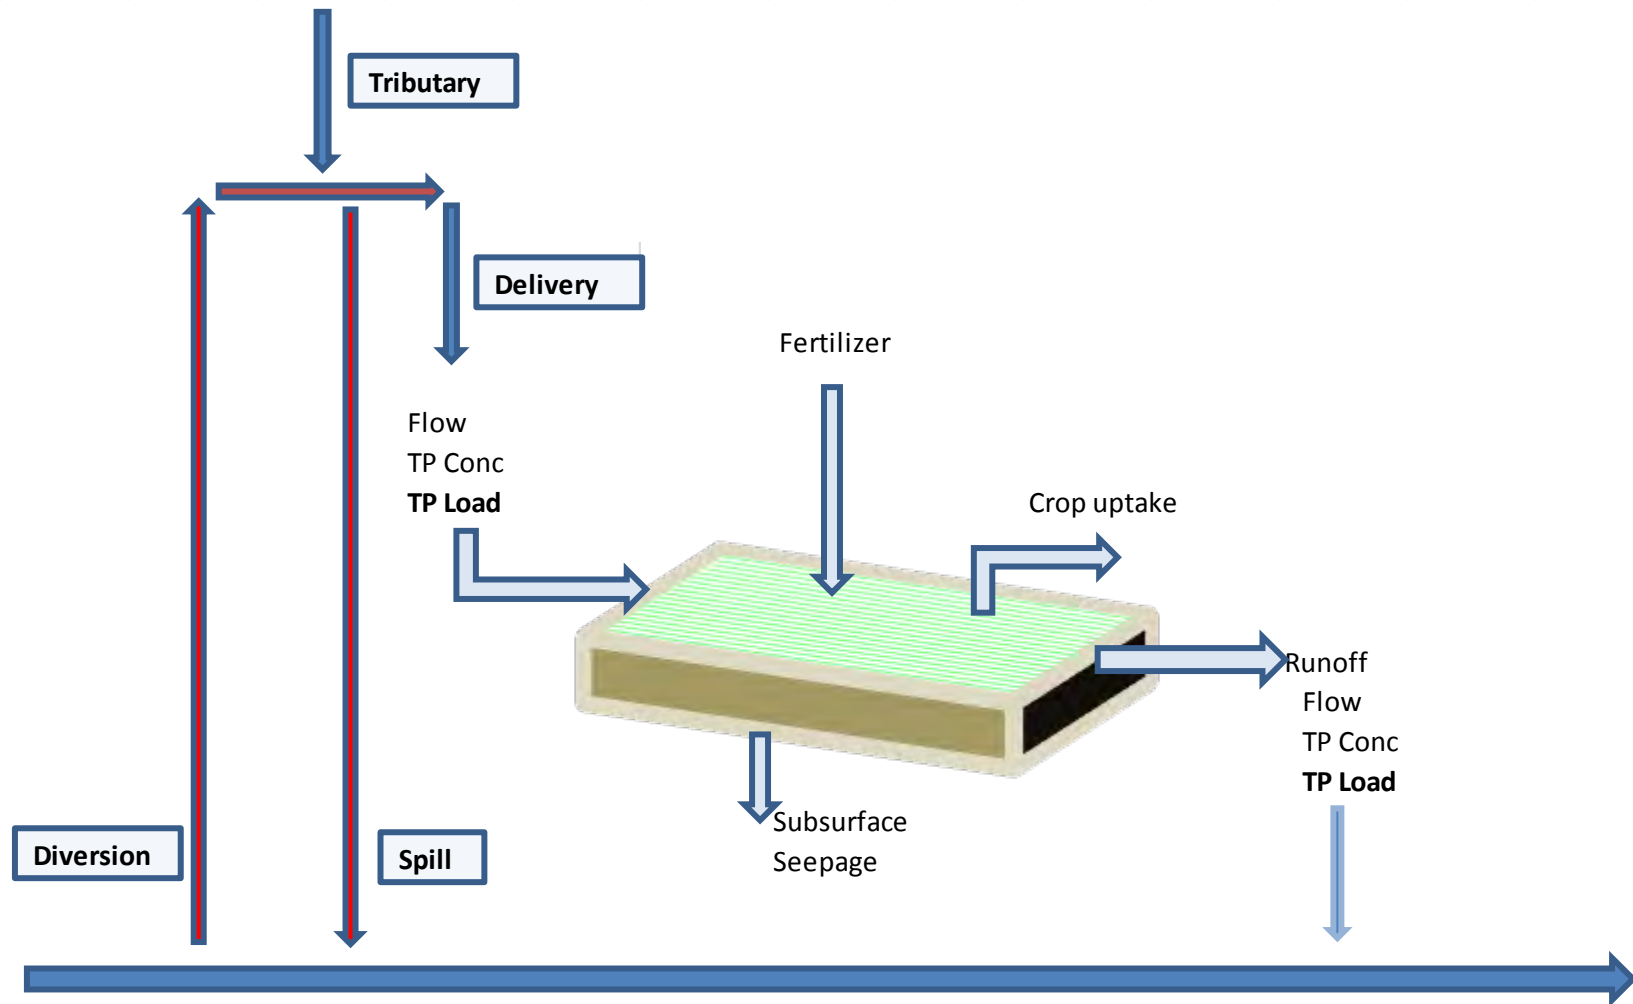 Tributary
Delivery
Fertilizer
Flow
TP Conc
TP Load
Crop uptake
Runoff
Flow
TP Conc
TP Load
Subsurface
Seepage
Diversion
Spill